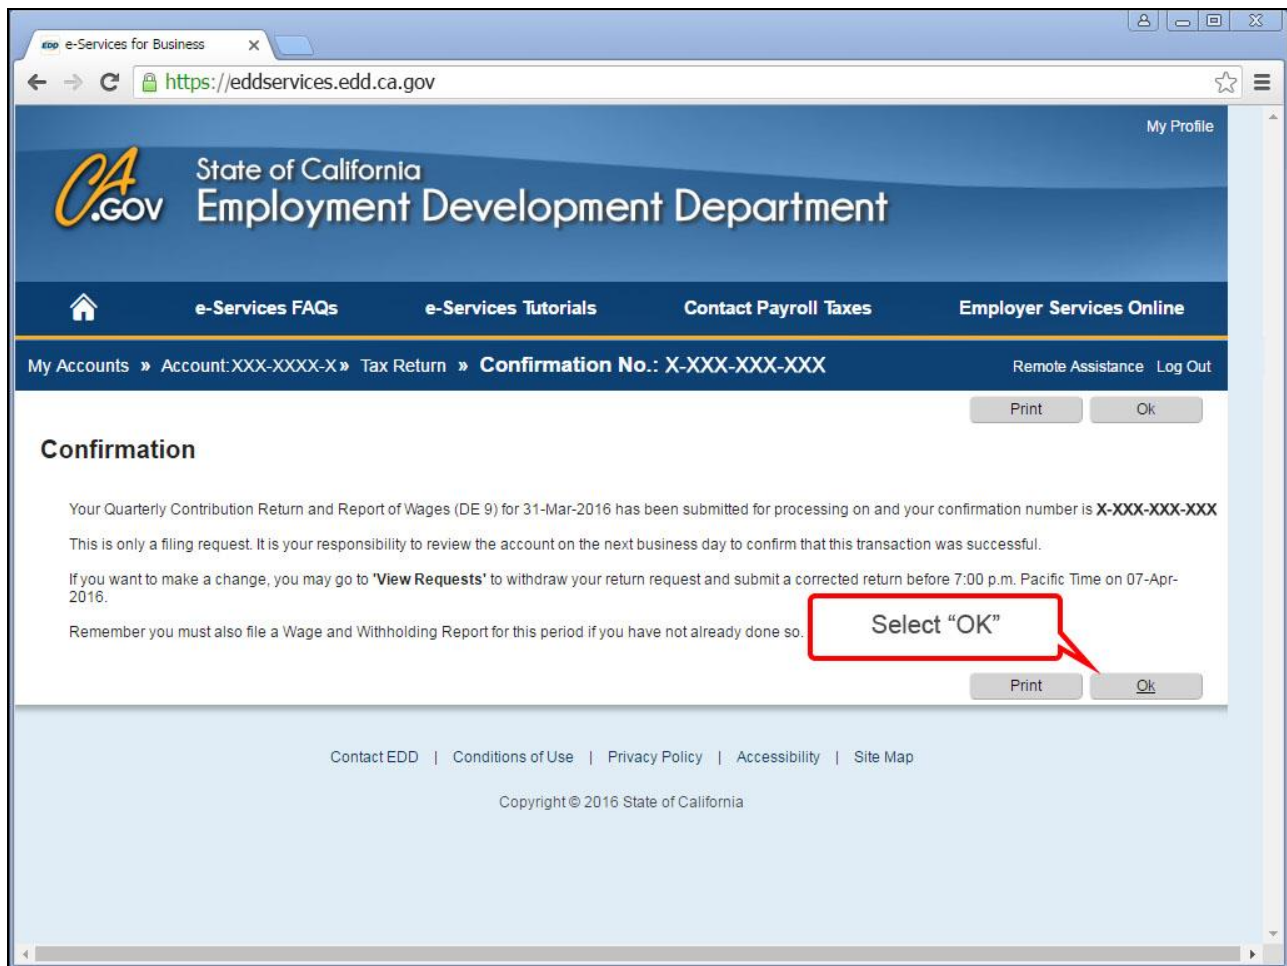 EDD e-Services for Business
https://eddservices.edd.ca.gov
My Profile
CA.GOV
State of California
Employment Development Department
e-Services FAQs e-Services Tutorials Contact Payroll Taxes Employer Services Online
My Accounts » Account:XXX-XXXX-X» Tax Return » Confirmation No.: X-XXX-XXX-XXX Remote Assistance Log Out
Print Ok
Confirmation
Your Quarterly Contribution Return and Report of Wages (DE 9) for 31-Mar-2016 has been submitted for processing on and your confirmation number is X-XXX-XXX-XXX
This is only a filing request. It is your responsibility to review the account on the next business day to confirm that this transaction was successful.
If you want to make a change, you may go to 'View Requests' to withdraw your return request and submit a corrected return before 7:00 p.m. Pacific Time on 07-Apr-
2016.
Remember you must also file a Wage and Withholding Report for this period if you have not already done so.
Select “OK”
Print Ok
Contact EDD | Conditions of Use | Privacy Policy | Accessibility | Site Map
Copyright © 2016 State of California